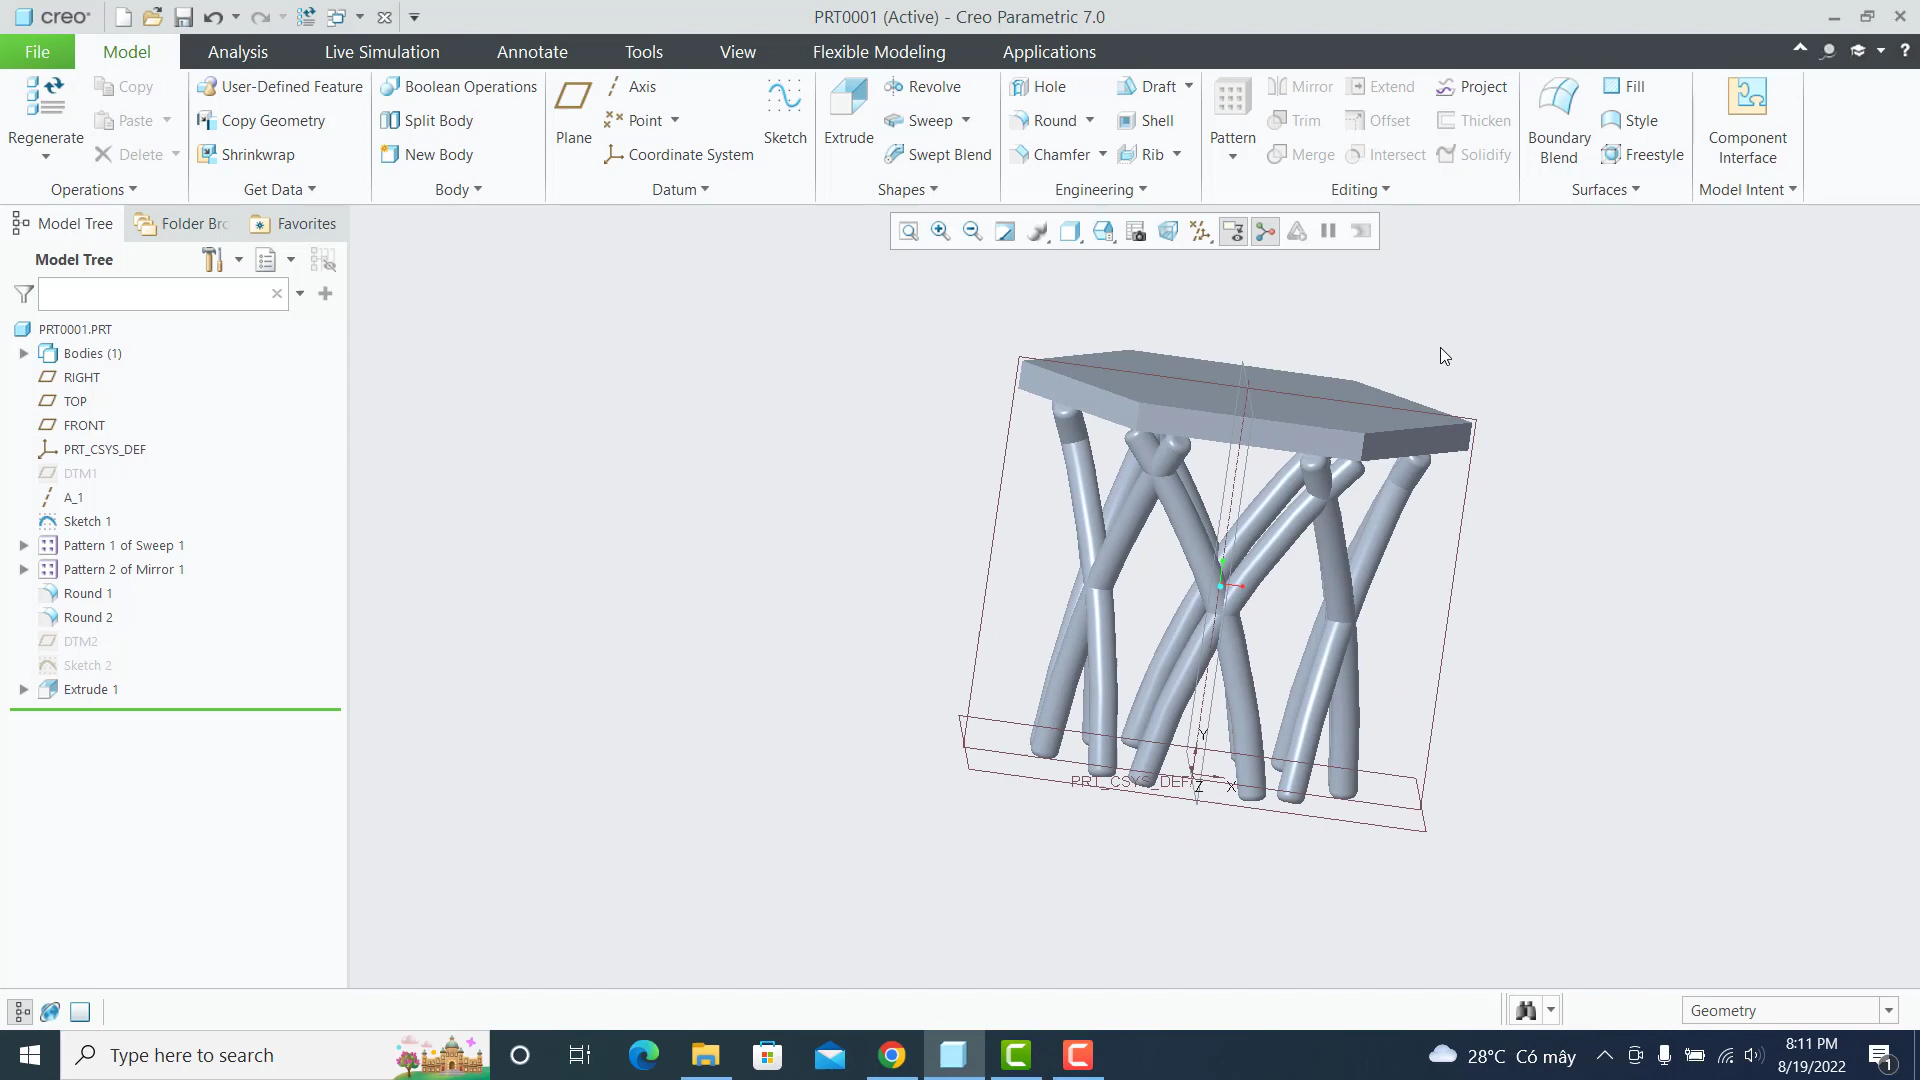 creo
PRT0001 (Active) - Creo Parametric 7.0
File Model Analysis Live Simulation Annotate Tools View Flexible Modeling Applications
Regenerate
Copy
Paste
Delete
Operations
User-Defined Feature
Copy Geometry
Shrinkwrap
Get Data
Boolean Operations
Split Body
New Body
Body
Plane
Axis
Point
Coordinate System
Sketch
Datum
Extrude
Revolve
Sweep
Swept Blend
Shapes
Hole
Round
Chamfer
Draft
Shell
Rib
Engineering
Pattern
Mirror
Trim
Merge
Extend
Offset
Intersect
Project
Thicken
Solidify
Editing
Boundary
Blend
Fill
Style
Freestyle
Surfaces
Component
Interface
Model Intent
Model Tree Folder Brc Favorites
Model Tree
PRT0001.PRT
Bodies (1)
RIGHT
TOP
FRONT
PRT_CSYS_DEF
DTM1
A_1
Sketch 1
Pattern 1 of Sweep 1
Pattern 2 of Mirror 1
Round 1
Round 2
DTM2
Sketch 2
Extrude 1
Y
PRT_CSYS_DEF Z X
Geometry
Type here to search
28°C Có mây
8:11 PM
8/19/2022
1